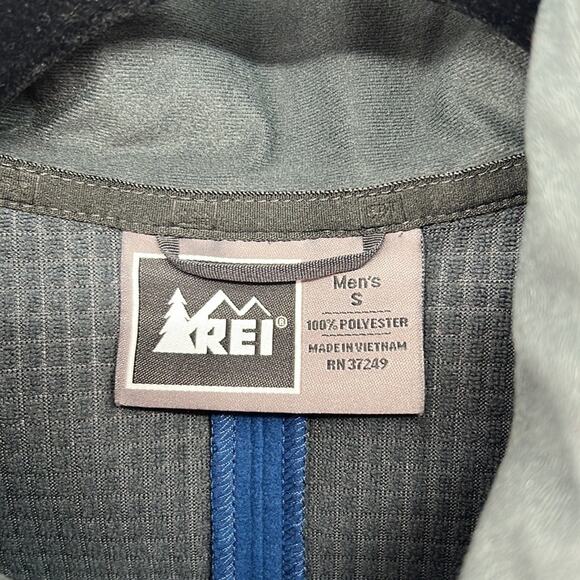 REI®
Men's
S
100% POLYESTER
MADE IN VIETNAM
RN 37249